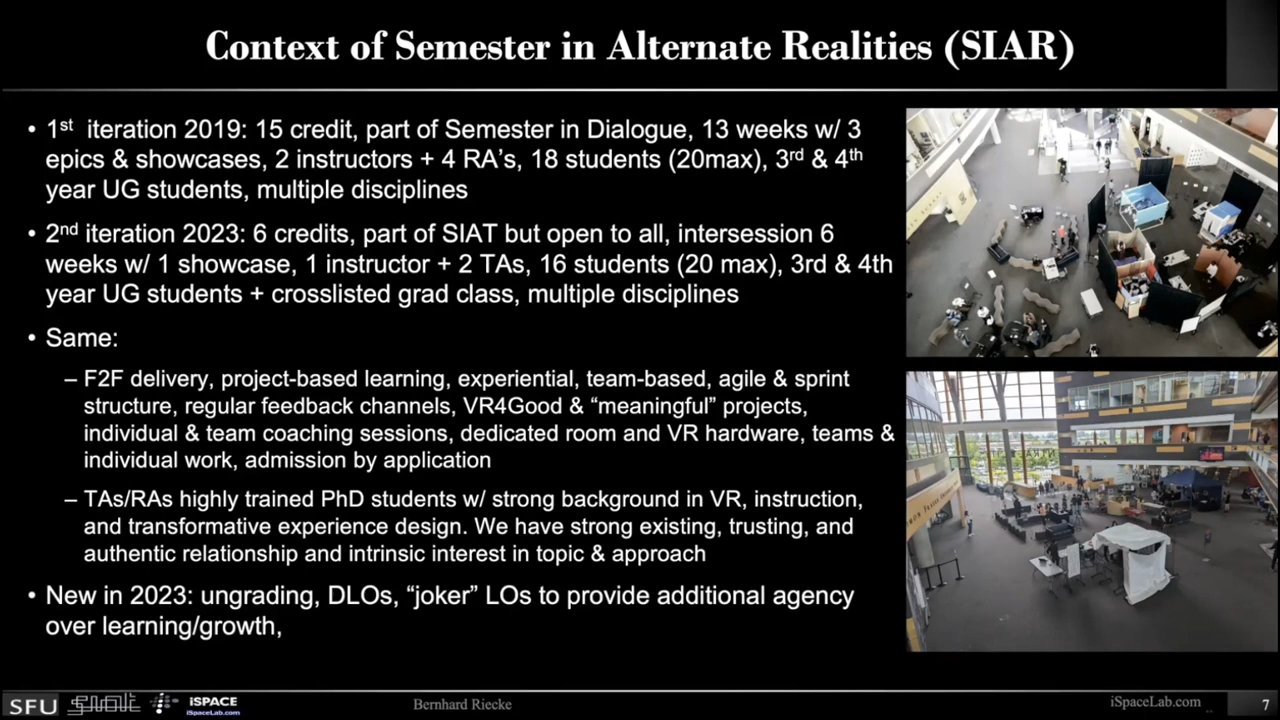 Context of Semester in Alternate Realities (SIAR)
• 1st iteration 2019: 15 credit, part of Semester in Dialogue, 13 weeks w/ 3
epics & showcases, 2 instructors + 4 RA's, 18 students (20max), 3rd & 4th
year UG students, multiple disciplines
• 2nd iteration 2023: 6 credits, part of SIAT but open to all, intersession 6
weeks w/ 1 showcase, 1 instructor + 2 TAs, 16 students (20 max), 3rd & 4th
year UG students + crosslisted grad class, multiple disciplines
• Same:
– F2F delivery, project-based learning, experiential, team-based, agile & sprint
structure, regular feedback channels, VR4Good & “meaningful” projects,
individual & team coaching sessions, dedicated room and VR hardware, teams &
individual work, admission by application
– TAs/RAs highly trained PhD students w/ strong background in VR, instruction,
and transformative experience design. We have strong existing, trusting, and
authentic relationship and intrinsic interest in topic & approach
• New in 2023: ungrading, DLOs, “joker” LOs to provide additional agency
over learning/growth,
SFU
iSPACE
iSpaceLab.com
Bernhard Riecke
iSpaceLab.com
7